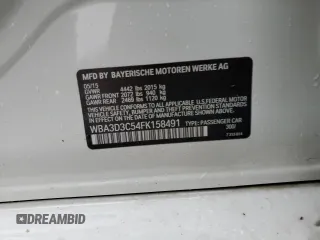 MFD BY BAYERISCHE MOTOREN WERKE AG
05/15
GVWR 4442 lbs 2015 kg
GAWR FRONT 2072 lbs 940 kg
GAWR REAR 2469 lbs 1120 kg
THIS VEHICLE CONFORMS TO ALL APPLICABLE
U.S. FEDERAL MOTOR VEHICLE SAFETY, BUMPER, AND THEFT
PREVENTION STANDARDS IN EFFECT ON THE
DATE OF MANUFACTURE SHOWN ABOVE.
WBA3D3C54FK158491 TYPE: PASSENGER CAR
DREAMBID
DREAMBID.COM